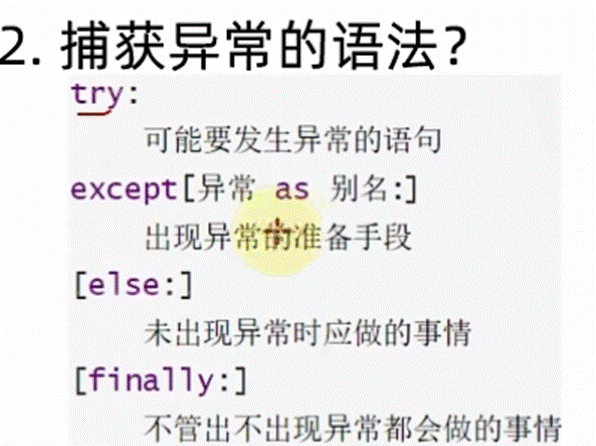 2. 捕获异常的语法？
try:
可能要发生异常的语句
except[异常 as 别名:]
出现异常的准备手段
[else:]
未出现异常时应做的事情
[finally:]
不管出不出现异常都会做的事情